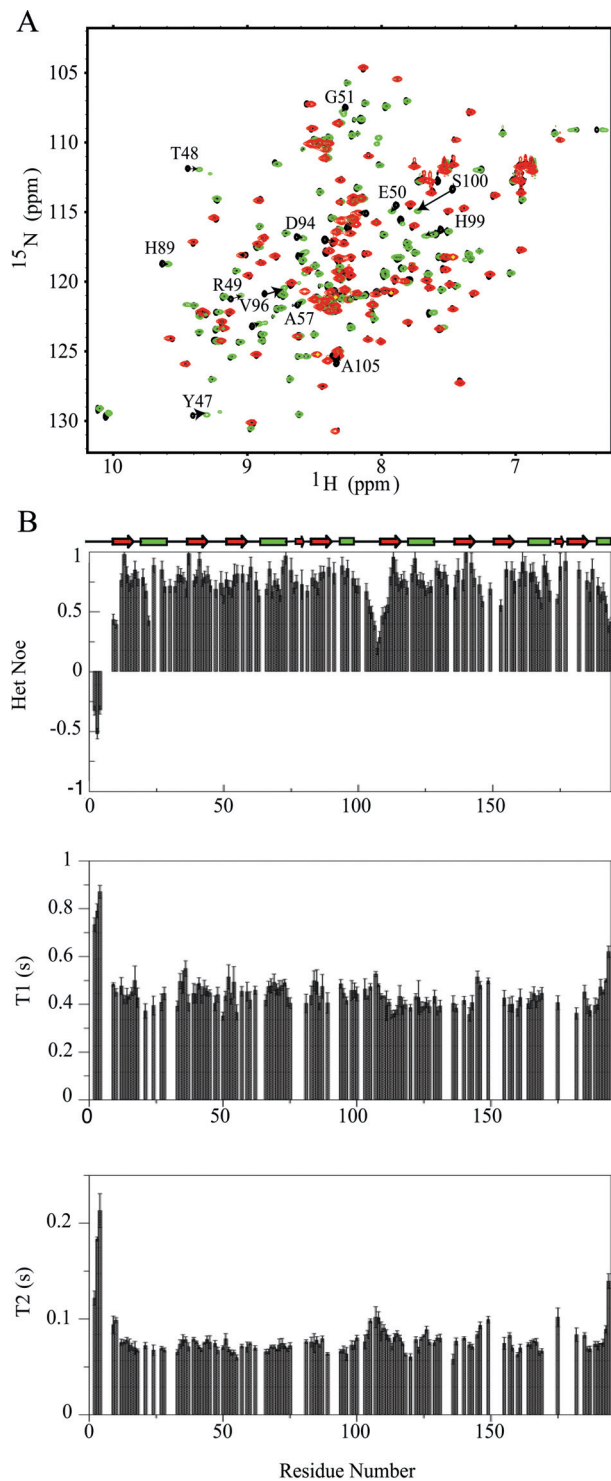 A
105
110
115
120
125
130
15N (ppm)
G51
T48
S100
E50
D94
H99
H89
R49
V96
A57
A105
Y47
10
9
8
7
1H (ppm)
B
1
0.5
0
-0.5
-1
Het Noe
0
50
100
150
1
0.8
0.6
0.4
0.2
0
T1 (s)
0
50
100
150
0.2
0.1
0
T2 (s)
0
50
100
150
Residue Number